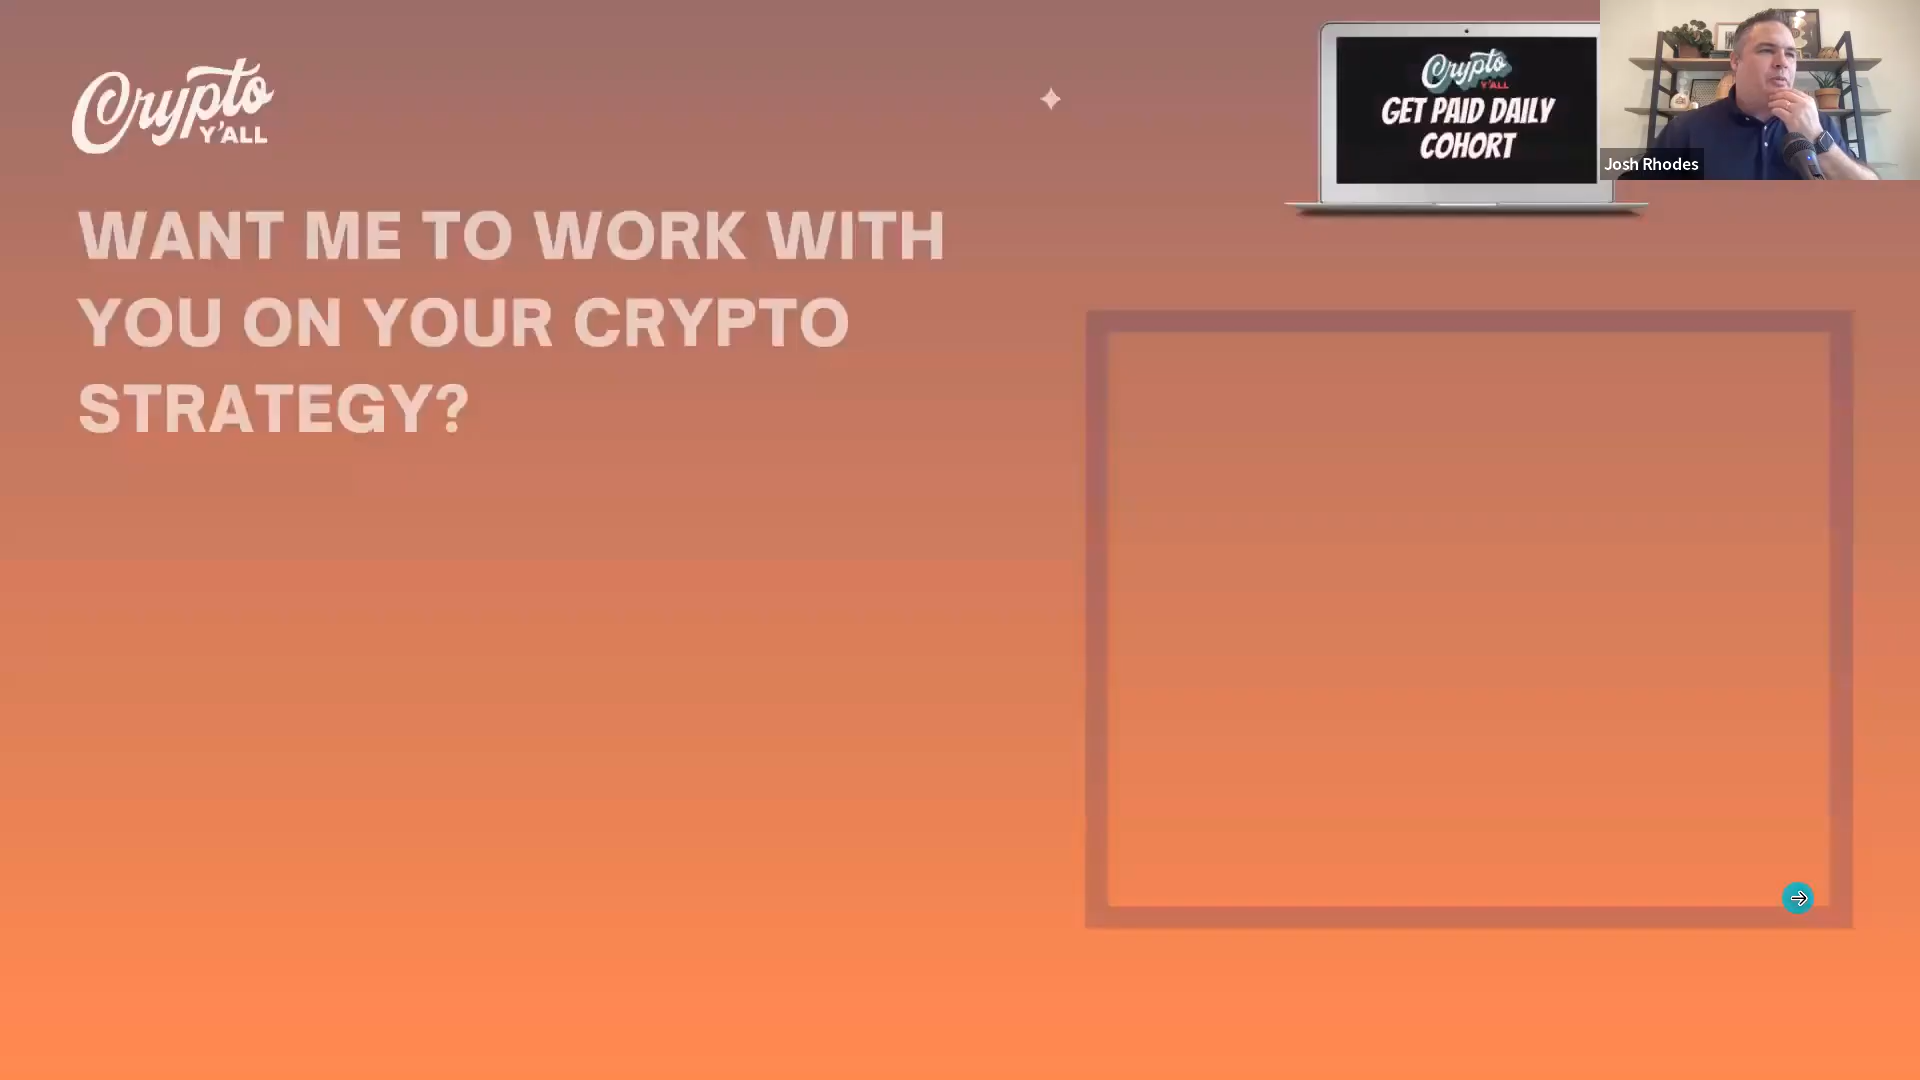 Crypto
Y'ALL
WANT ME TO WORK WITH
YOU ON YOUR CRYPTO
STRATEGY?
Crypto
Y'ALL
GET PAID DAILY
COHORT
Josh Rhodes